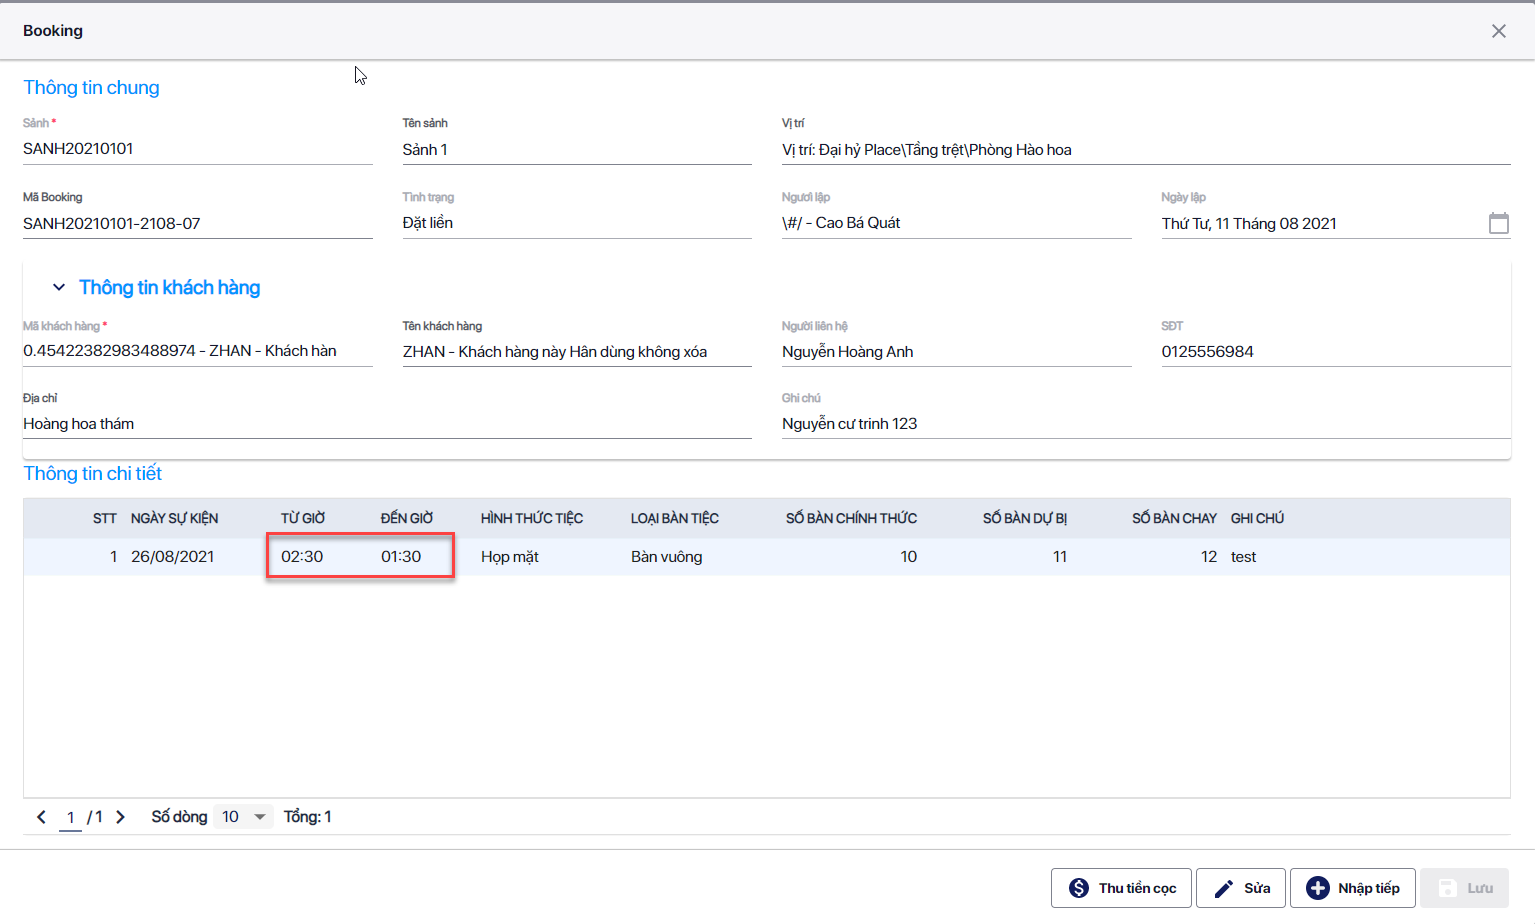 Booking
Thông tin chung
Sảnh *
Tên sảnh
Vị trí
SANH20210101
Sảnh 1
Vị trí: Đại hỷ Place\Tầng trệt\Phòng Hào hoa
Mã Booking
Tình trạng
Người lập
Ngày lập
SANH20210101-2108-07
Đặt liền
\#/ - Cao Bá Quát
Thứ Tư, 11 Tháng 08 2021
Thông tin khách hàng
Mã khách hàng *
Tên khách hàng
Người liên hệ
SĐT
0.45422382983488974 - ZHAN - Khách hàn
ZHAN - Khách hàng này Hân dùng không xóa
Nguyễn Hoàng Anh
0125556984
Địa chỉ
Ghi chú
Hoàng hoa thám
Nguyễn cư trinh 123
Thông tin chi tiết
STT NGÀY SỰ KIỆN TỪ GIỜ ĐẾN GIỜ HÌNH THỨC TIỆC LOẠI BÀN TIỆC SỐ BÀN CHÍNH THỨC SỐ BÀN DỰ BỊ SỐ BÀN CHAY GHI CHÚ
1 26/08/2021 02:30 01:30 Họp mặt Bàn vuông 10 11 12 test
1 / 1 Số dòng 10 Tổng: 1
Thu tiền cọc
Sửa
Nhập tiếp
Lưu